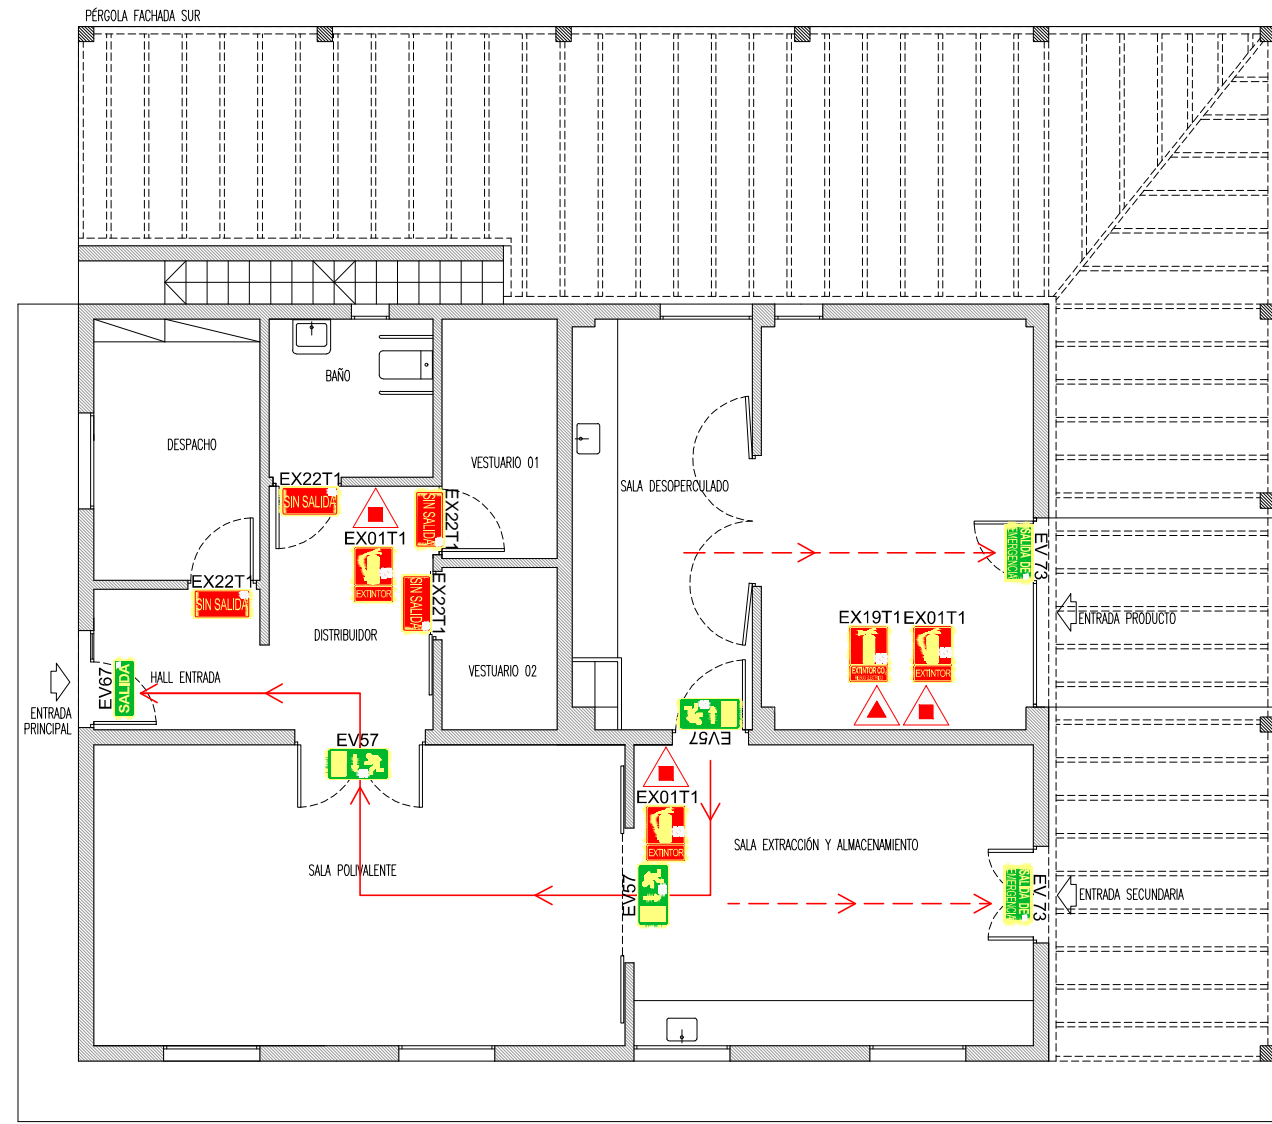 PÉRGOLA FACHADA SUR
BAÑO
DESPACHO
VESTUARIO 01
SALA DESOPERCULADO
EX22T1
SIN SALIDA
EX22T1
SIN SALIDA
EX01T1
EXTINTOR
EX22T1
SIN SALIDA
EX22T1
SIN SALIDA
DISTRIBUIDOR
VESTUARIO 02
HALL ENTRADA
EV67
SALIDA
ENTRADA
PRINCIPAL
EV 73
SALIDA DE
EMERGENCIA
ENTRADA PRODUCTO
EX19T1
EXTINTOR CO
EX01T1
EXTINTOR
EV57
EV57
EX01T1
EXTINTOR
SALA EXTRACCIÓN Y ALMACENAMIENTO
SALA POLIVALENTE
EV57
EV 73
SALIDA DE
EMERGENCIA
ENTRADA SECUNDARIA